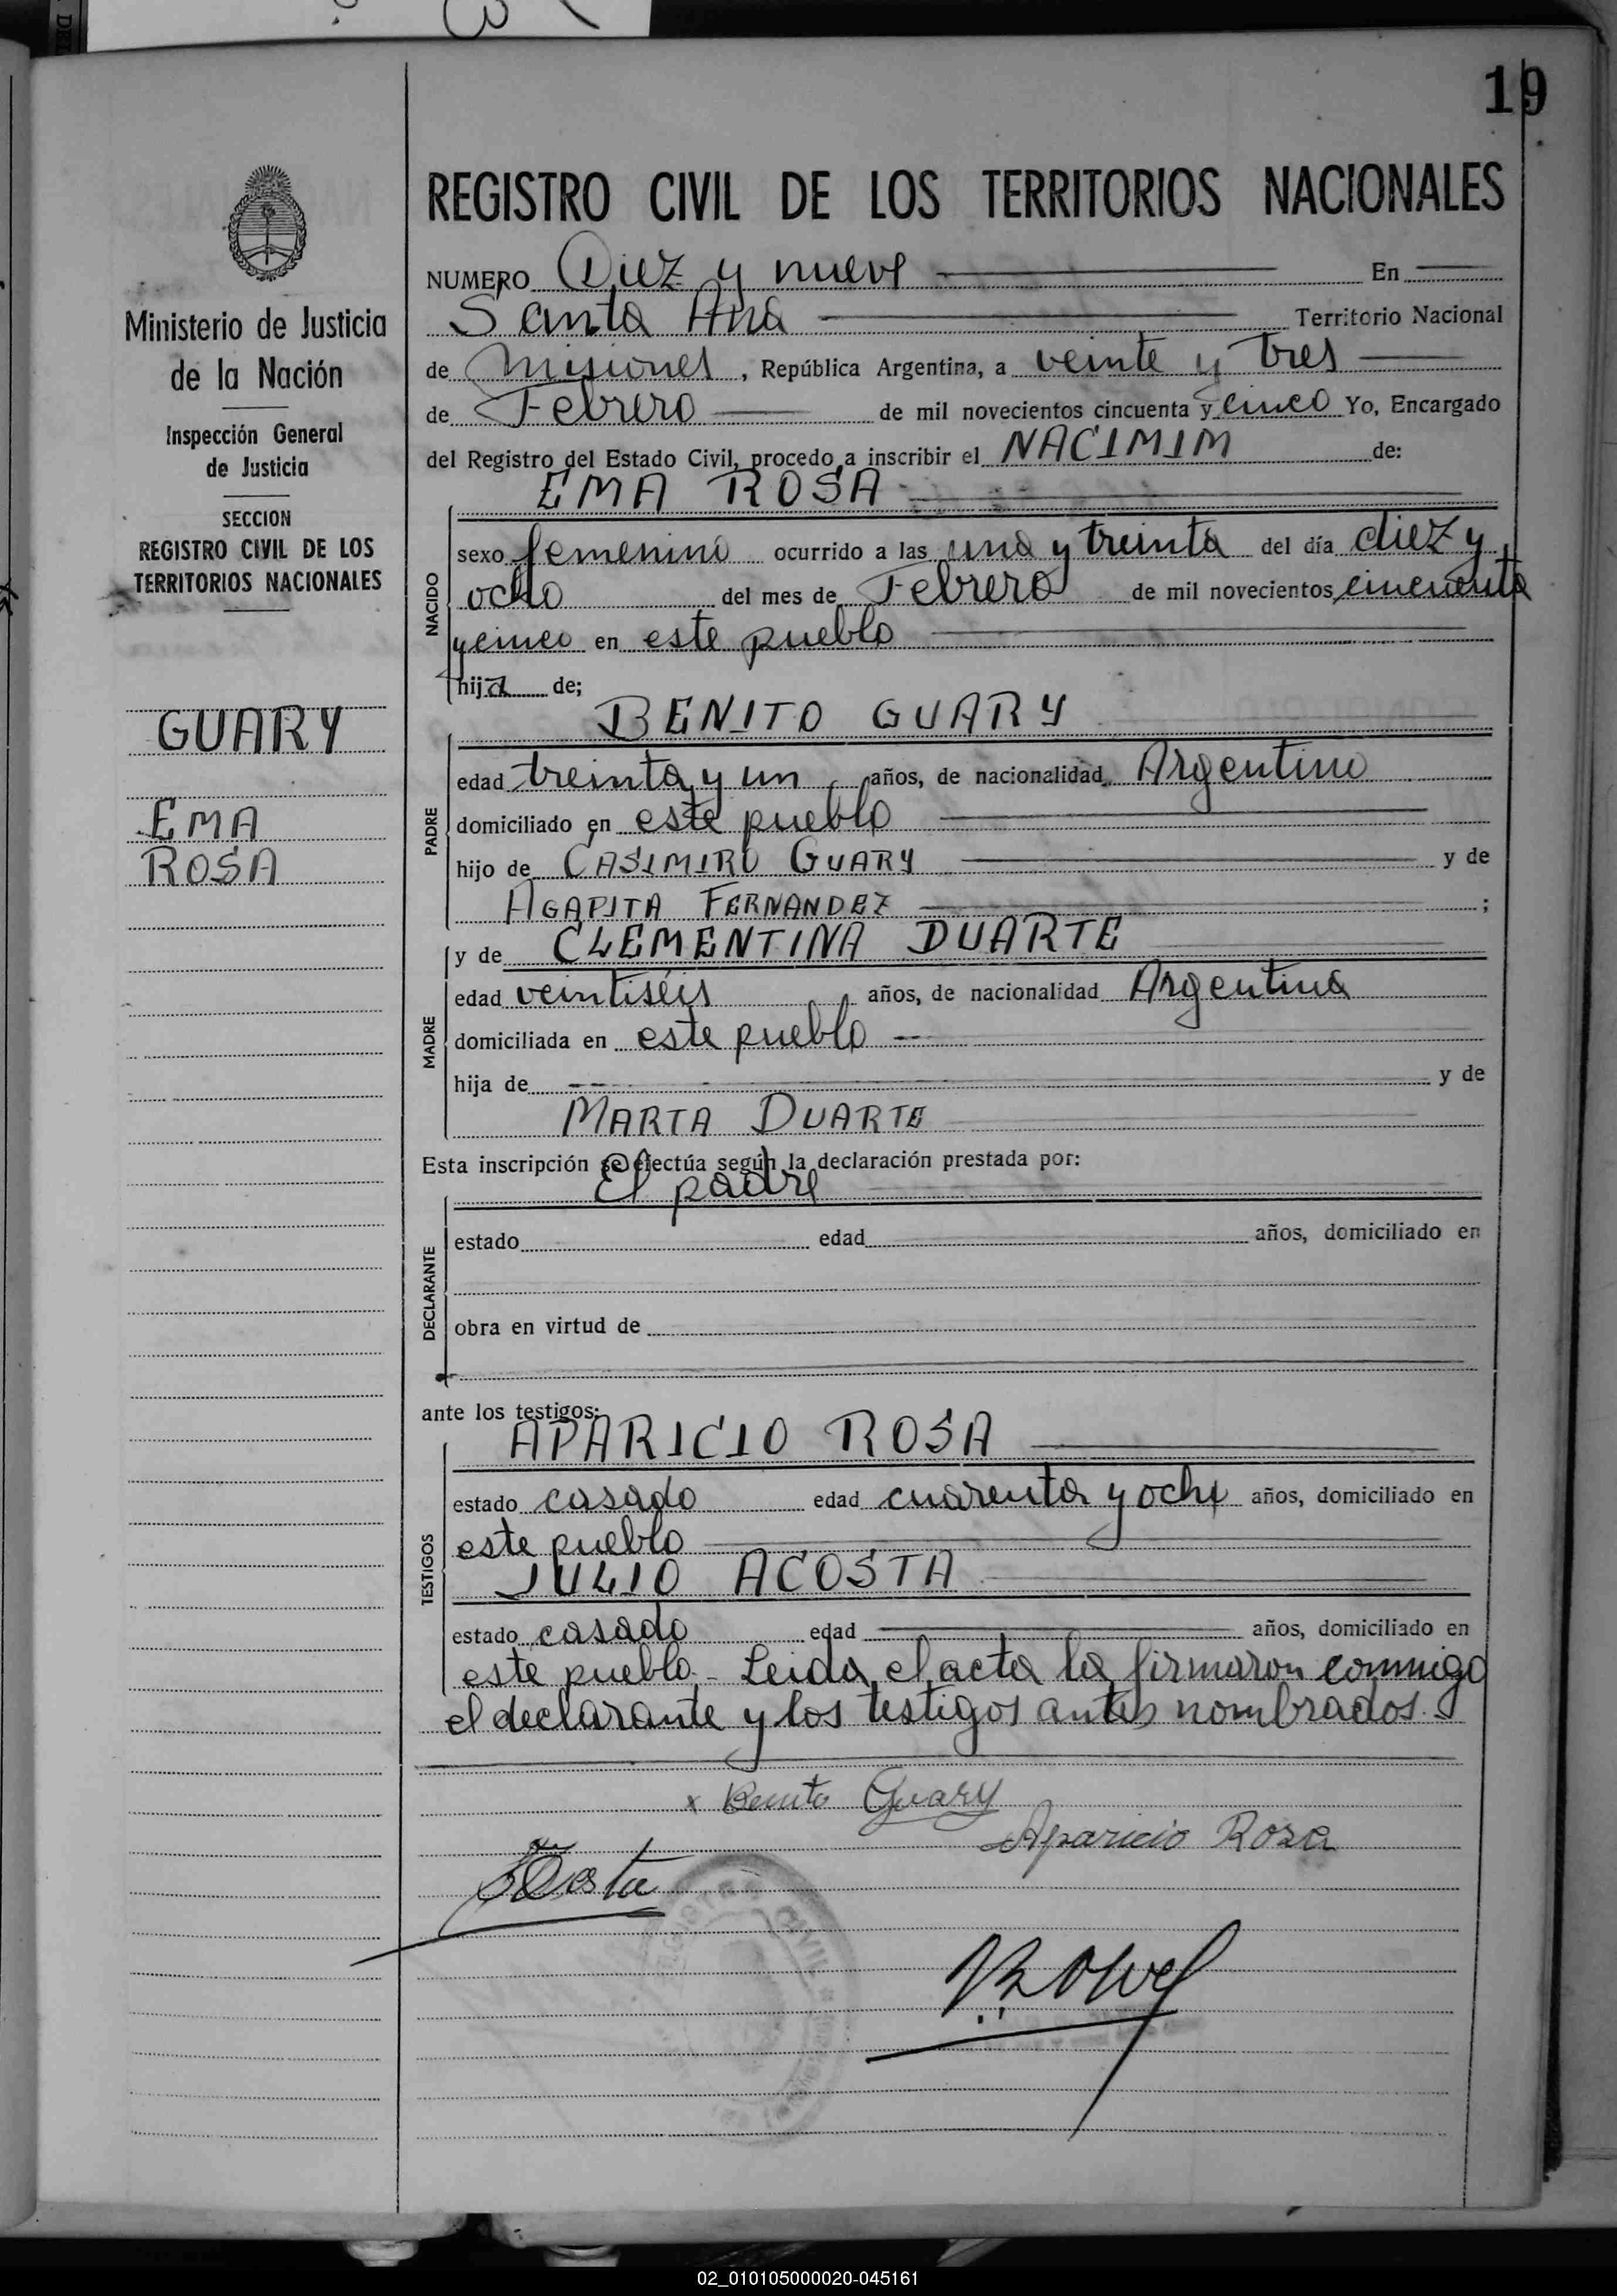 19
REGISTRO CIVIL DE LOS TERRITORIOS NACIONALES
Ministerio de Justicia
de la Nación
Inspección General
de Justicia
SECCION
REGISTRO CIVIL DE LOS
TERRITORIOS NACIONALES
GUARY
EMA
ROSA
NUMERO Diez y nueve En
Santa Ana Territorio Nacional
de Misiones, República Argentina, a veinte y tres
de Febrero de mil novecientos cincuenta y cinco Yo, Encargado
del Registro del Estado Civil, procedo a inscribir el NACIMIM de:
EMA ROSA
NACIDO
sexo femenino ocurrido a las una y treinta del día diez y
ocho del mes de Febrero de mil novecientos cincuenta
y cinco en este pueblo
hija de;
BENITO GUARY
PADRE
edad treinta y un años, de nacionalidad Argentino
domiciliado en este pueblo
hijo de CASIMIRO GUARY y de
AGAPITA FERNANDEZ ;
MADRE
y de CLEMENTINA DUARTE
edad veintiséis años, de nacionalidad Argentina
domiciliada en este pueblo
hija de y de
MARTA DUARTE
Esta inscripción se efectúa según la declaración prestada por:
El padre
DECLARANTE
estado edad años, domiciliado en
obra en virtud de
ante los testigos:
APARICIO ROSA
TESTIGOS
estado casado edad cuarenta y ocho años, domiciliado en
este pueblo
JULIO ACOSTA
estado casado edad años, domiciliado en
este pueblo - Leida el acta la firmaron conmigo
el declarante y los testigos antes nombrados.
x Benito Guary
Aparicio Rosa
02_010105000020-045161